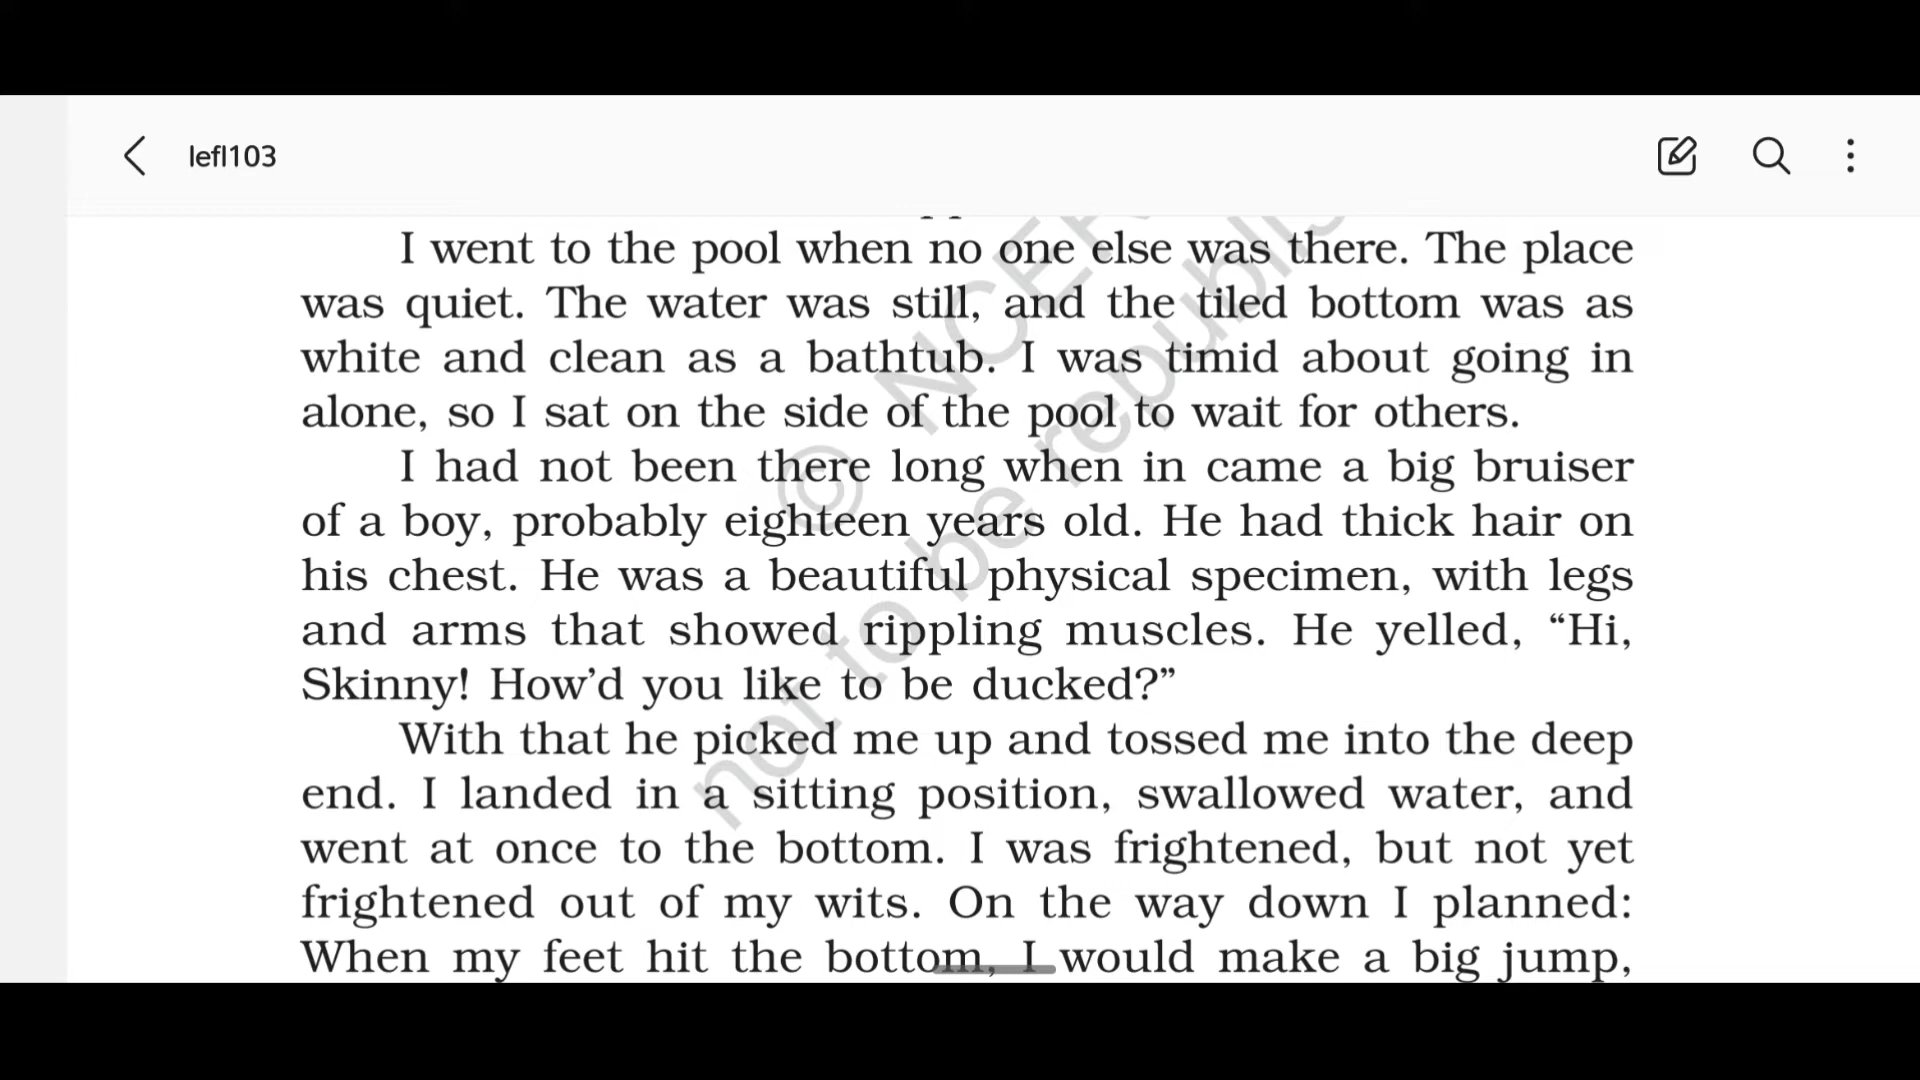 lefl103
I went to the pool when no one else was there. The place
was quiet. The water was still, and the tiled bottom was as
white and clean as a bathtub. I was timid about going in
alone, so I sat on the side of the pool to wait for others.
I had not been there long when in came a big bruiser
of a boy, probably eighteen years old. He had thick hair on
his chest. He was a beautiful physical specimen, with legs
and arms that showed rippling muscles. He yelled, “Hi,
Skinny! How’d you like to be ducked?”
With that he picked me up and tossed me into the deep
end. I landed in a sitting position, swallowed water, and
went at once to the bottom. I was frightened, but not yet
frightened out of my wits. On the way down I planned:
When my feet hit the bottom, I would make a big jump,
© NCER
not to be republis